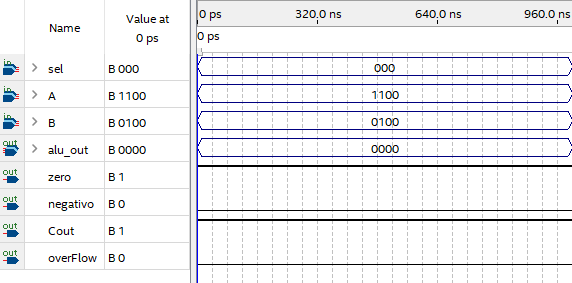 Name Value at 0 ps 0 ps 320.0 ns 640.0 ns 960.0 ns
0 ps
in sel B 000 000
in A B 1100 1100
in B B 0100 0100
out alu_out B 0000 0000
out zero B 1
out negativo B 0
out Cout B 1
out overFlow B 0